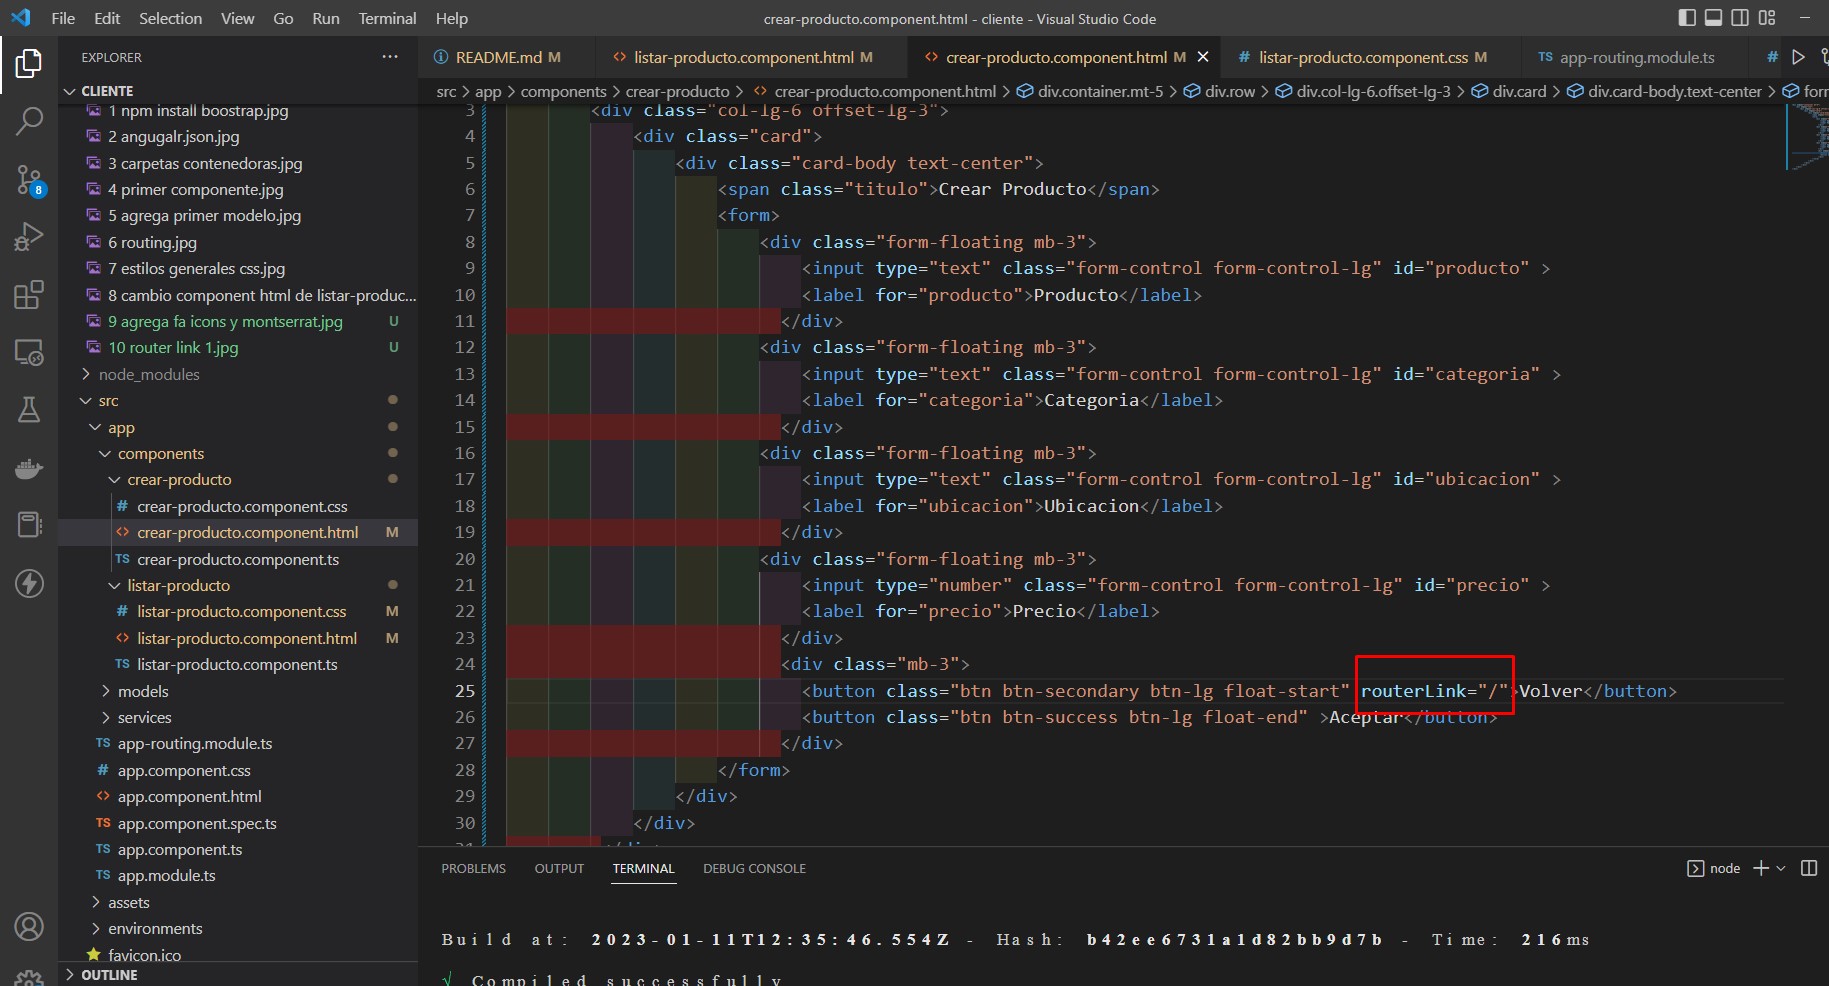 File Edit Selection View Go Run Terminal Help
crear-producto.component.html - cliente - Visual Studio Code
EXPLORER
CLIENTE
1 npm install boostrap.jpg
2 angugalr.json.jpg
3 carpetas contenedoras.jpg
4 primer componente.jpg
5 agrega primer modelo.jpg
6 routing.jpg
7 estilos generales css.jpg
8 cambio component html de listar-produc...
9 agrega fa icons y montserrat.jpg U
10 router link 1.jpg U
node_modules
src
app
components
crear-producto
# crear-producto.component.css
<> crear-producto.component.html M
TS crear-producto.component.ts
listar-producto
# listar-producto.component.css M
<> listar-producto.component.html M
TS listar-producto.component.ts
models
services
TS app-routing.module.ts
# app.component.css
<> app.component.html
TS app.component.spec.ts
TS app.component.ts
TS app.module.ts
assets
environments
favicon.ico
OUTLINE
8
README.md M
<> listar-producto.component.html M
<> crear-producto.component.html M
# listar-producto.component.css M
TS app-routing.module.ts
#
src > app > components > crear-producto > <> crear-producto.component.html > div.container.mt-5 > div.row > div.col-lg-6.offset-lg-3 > div.card > div.card-body.text-center > form
3 <div class="col-lg-6 offset-lg-3">
4 <div class="card">
5 <div class="card-body text-center">
6 <span class="titulo">Crear Producto</span>
7 <form>
8 <div class="form-floating mb-3">
9 <input type="text" class="form-control form-control-lg" id="producto" >
10 <label for="producto">Producto</label>
11 </div>
12 <div class="form-floating mb-3">
13 <input type="text" class="form-control form-control-lg" id="categoria" >
14 <label for="categoria">Categoria</label>
15 </div>
16 <div class="form-floating mb-3">
17 <input type="text" class="form-control form-control-lg" id="ubicacion" >
18 <label for="ubicacion">Ubicacion</label>
19 </div>
20 <div class="form-floating mb-3">
21 <input type="number" class="form-control form-control-lg" id="precio" >
22 <label for="precio">Precio</label>
23 </div>
24 <div class="mb-3">
25 <button class="btn btn-secondary btn-lg float-start" routerLink="/">Volver</button>
26 <button class="btn btn-success btn-lg float-end" >Aceptar</button>
27 </div>
28 </form>
29 </div>
30 </div>
31 </div>
PROBLEMS OUTPUT TERMINAL DEBUG CONSOLE
node
Build at: 2023-01-11T12:35:46.554Z - Hash: b42ee6731a1d82bb9d7b - Time: 216ms
√ Compiled successfully